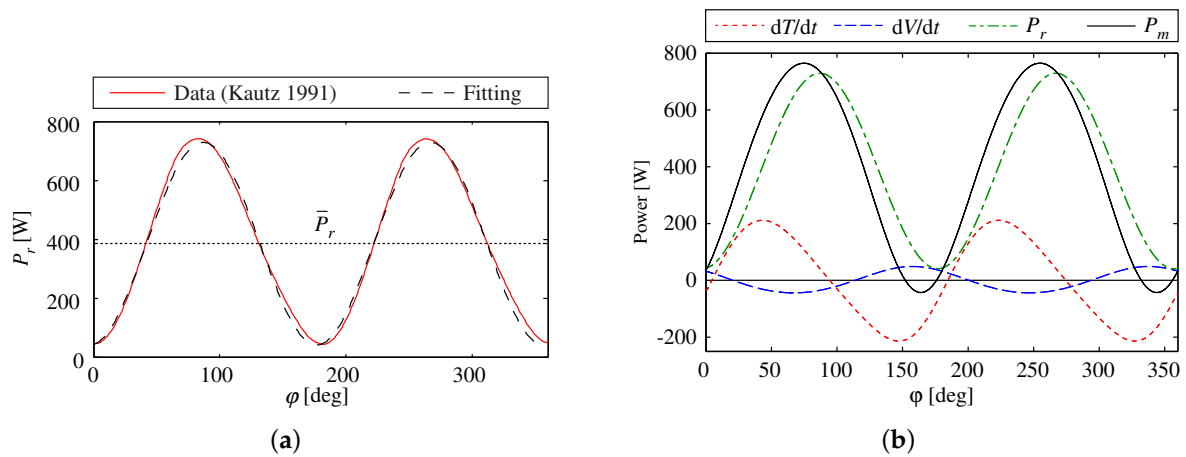 Data (Kautz 1991) Fitting
800
600
400
200
0
P_r [W]
P̄_r
0 100 200 300
φ [deg]
(a)
dT/dt dV/dt P_r P_m
800
600
400
200
0
-200
Power [W]
0 50 100 150 200 250 300 350
φ [deg]
(b)